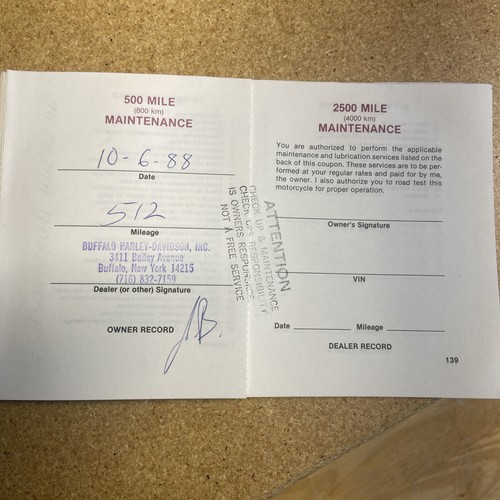 500 MILE
(800 km)
MAINTENANCE
10-6-88
Date
512
Mileage
BUFFALO HARLEY-DAVIDSON, INC.
3411 Bailey Avenue
Buffalo, New York 14215
(716) 832-7159
Dealer (or other) Signature
OWNER RECORD
ATTENTION
CHECK UP & MAINTENANCE
IS OWNERS RESPONSIBILITY
NOT A FREE SERVICE
2500 MILE
(4000 km)
MAINTENANCE
You are authorized to perform the applicable
maintenance and lubrication services listed on the
back of this coupon. These services are to be per-
formed at your regular rates and paid for by me,
the owner. I also authorize you to road test this
motorcycle for proper operation.
Owner's Signature
VIN
Date Mileage
DEALER RECORD
139